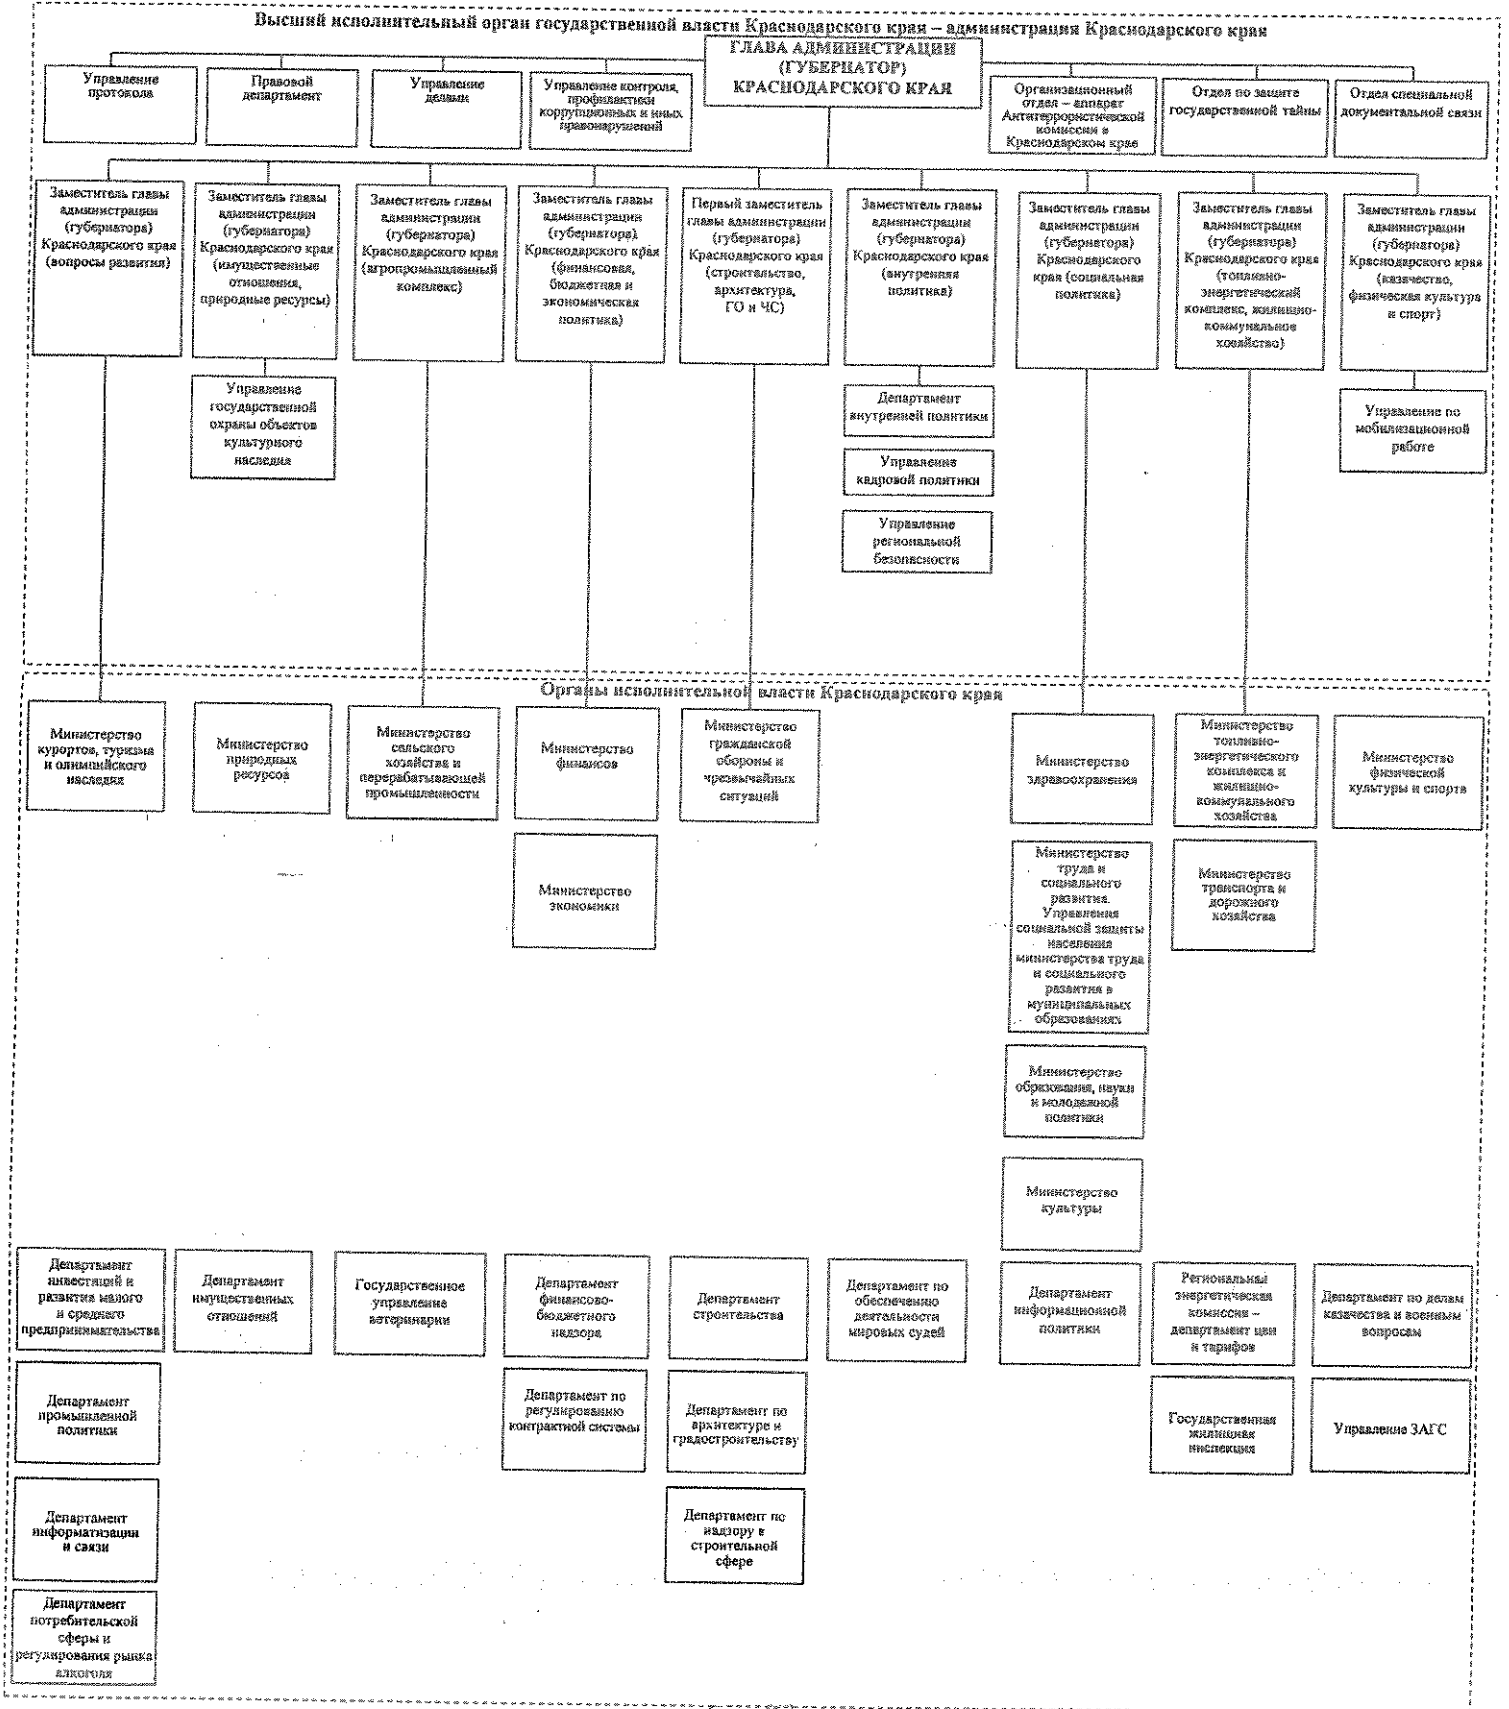 Высший исполнительный орган государственной власти Краснодарского края – администрация Краснодарского края
ГЛАВА АДМИНИСТРАЦИИ
(ГУБЕРНАТОР)
КРАСНОДАРСКОГО КРАЯ
Управление
протокола
Правовой
департамент
Управление
делами
Управление контроля,
профилактики
коррупционных и иных
правонарушений
Организационный
отдел – аппарат
Антитеррористической
комиссии в
Краснодарском крае
Отдел по защите
государственной тайны
Отдел специальной
документальной связи
Заместитель главы
администрации
(губернатора)
Краснодарского края
(вопросы развития)
Заместитель главы
администрации
(губернатора)
Краснодарского края
(имущественные
отношения,
природные ресурсы)
Заместитель главы
администрации
(губернатора)
Краснодарского края
(агропромышленный
комплекс)
Заместитель главы
администрации
(губернатора)
Краснодарского края
(финансовая,
бюджетная и
экономическая
политика)
Первый заместитель
главы администрации
(губернатора)
Краснодарского края
(строительство,
архитектура,
ГО и ЧС)
Заместитель главы
администрации
(губернатора)
Краснодарского края
(внутренняя
политика)
Заместитель главы
администрации
(губернатора)
Краснодарского
края (социальная
политика)
Заместитель главы
администрации
(губернатора)
Краснодарского края
(топливно-
энергетический
комплекс, жилищно-
коммунальное
хозяйство)
Заместитель главы
администрации
(губернатора)
Краснодарского края
(казачество,
физическая культура
и спорт)
Управление
государственной
охраны объектов
культурного
наследия
Департамент
внутренней политики
Управление
кадровой политики
Управление
региональной
безопасности
Управление по
мобилизационной
работе
Органы исполнительной власти Краснодарского края
Министерство
курортов, туризма
и олимпийского
наследия
Министерство
природных
ресурсов
Министерство
сельского
хозяйства и
перерабатывающей
промышленности
Министерство
финансов
Министерство
гражданской
обороны и
чрезвычайных
ситуаций
Министерство
здравоохранения
Министерство
топливно-
энергетического
комплекса и
жилищно-
коммунального
хозяйства
Министерство
физической
культуры и спорта
Министерство
экономики
Министерство
труда и
социального
развития.
Управления
социальной защиты
населения
министерства труда
и социального
развития в
муниципальных
образованиях
Министерство
транспорта и
дорожного
хозяйства
Министерство
образования, науки
и молодежной
политики
Министерство
культуры
Департамент
инвестиций и
развития малого
и среднего
предпринимательства
Департамент
имущественных
отношений
Государственное
управление
ветеринарии
Департамент
финансово-
бюджетного
надзора
Департамент
строительства
Департамент по
обеспечению
деятельности
мировых судей
Департамент
информационной
политики
Региональная
энергетическая
комиссия –
департамент цен
и тарифов
Департамент по делам
казачества и военным
вопросам
Департамент
промышленной
политики
Департамент по
регулированию
контрактной системы
Департамент по
архитектуре и
градостроительству
Государственная
жилищная
инспекция
Управление ЗАГС
Департамент
информатизации
и связи
Департамент по
надзору в
строительной
сфере
Департамент
потребительской
сферы и
регулирования рынка
алкоголя